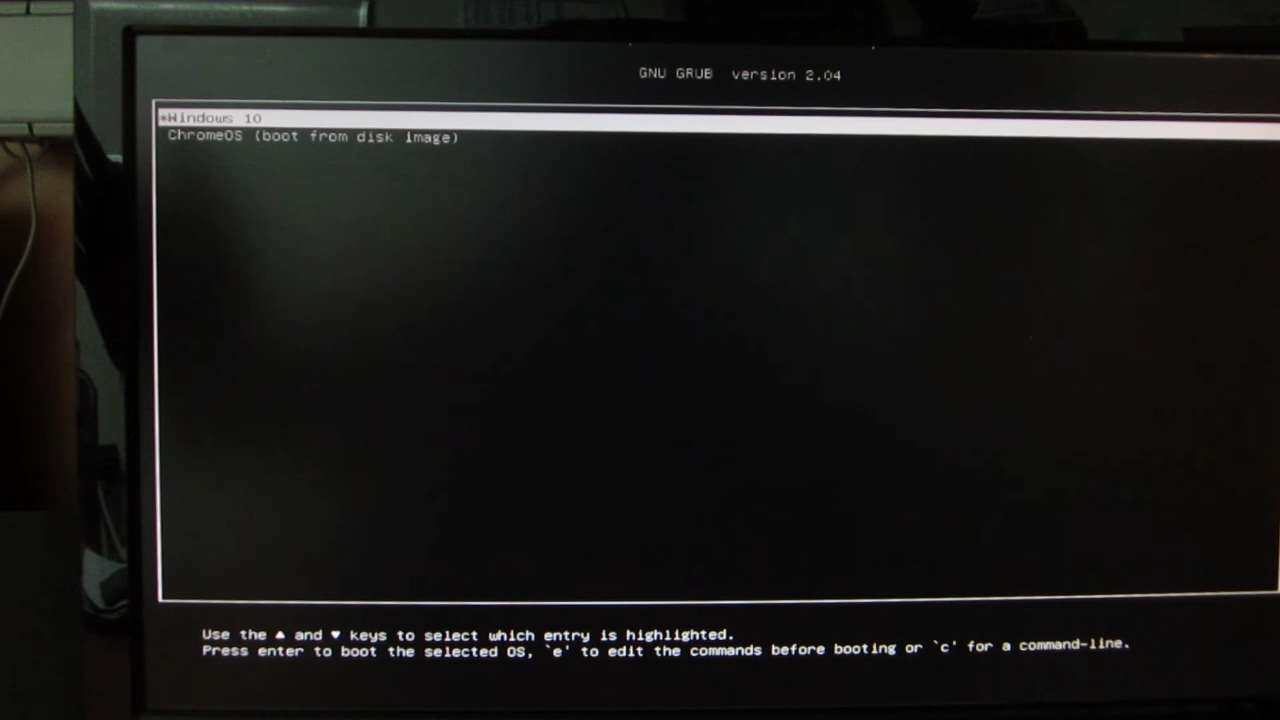 GNU GRUB  version 2.04
*Windows 10
ChromeOS (boot from disk image)
Use the ▲ and ▼ keys to select which entry is highlighted.
Press enter to boot the selected OS, `e' to edit the commands before booting or `c' for a command-line.